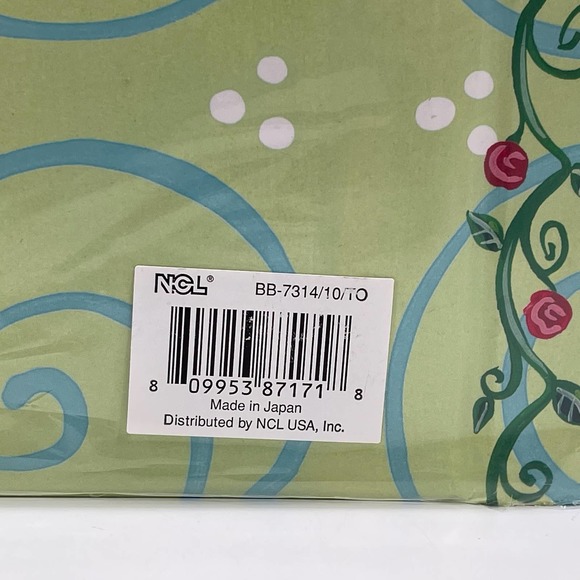 NCL® BB-7314/10/TO
8 09953 87171 8
Made in Japan
Distributed by NCL USA, Inc.